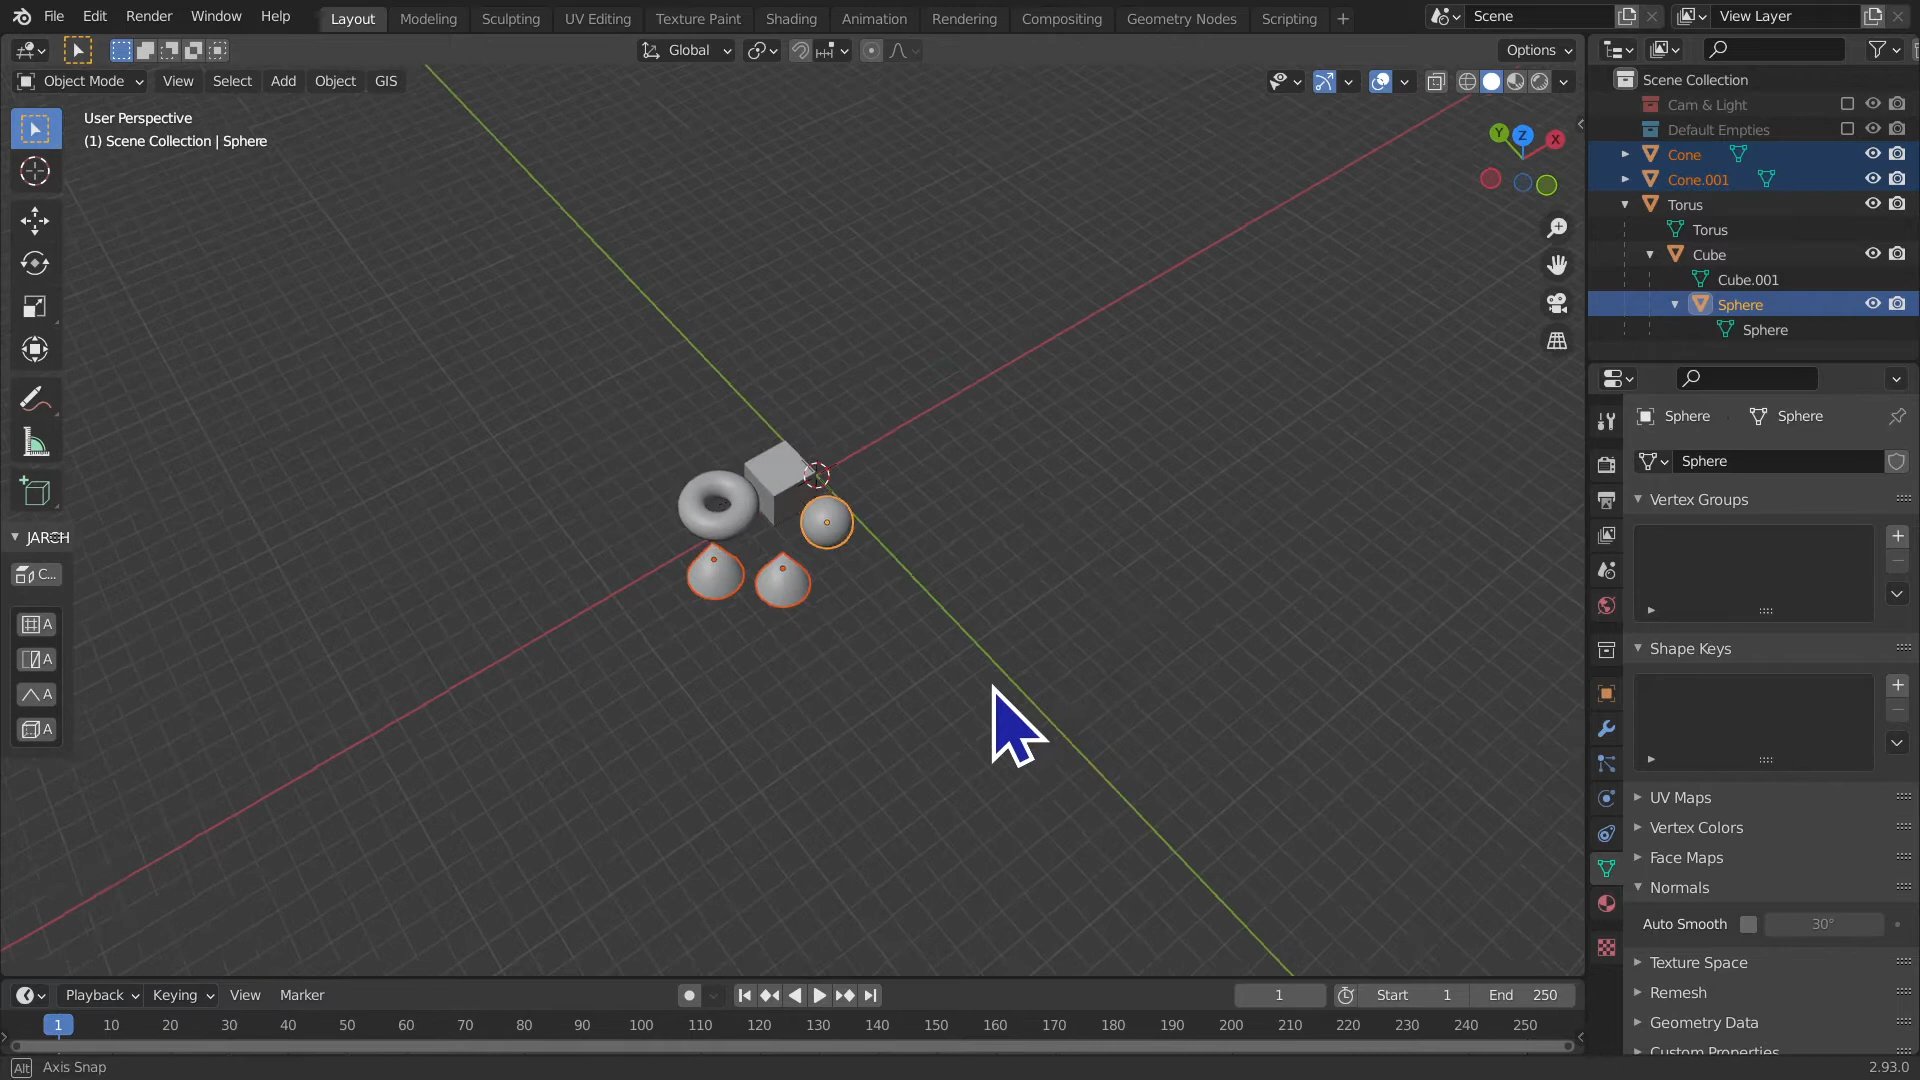 File Edit Render Window Help Layout Modeling Sculpting UV Editing Texture Paint Shading Animation Rendering Compositing Geometry Nodes Scripting + Scene View Layer
Global Options
Object Mode View Select Add Object GIS
User Perspective
(1) Scene Collection | Sphere
Y Z X
C...
A
A
A
A
Scene Collection
Cam & Light
Default Empties
Cone
Cone.001
Torus
Torus
Cube
Cube.001
Sphere
Sphere
Sphere Sphere
Sphere
Vertex Groups
Shape Keys
UV Maps
Vertex Colors
Face Maps
Normals
Auto Smooth 30°
Texture Space
Remesh
Geometry Data
Custom Properties
Playback Keying View Marker 1 Start 1 End 250
1 10 20 30 40 50 60 70 80 90 100 110 120 130 140 150 160 170 180 190 200 210 220 230 240 250
Alt Axis Snap 2.93.0